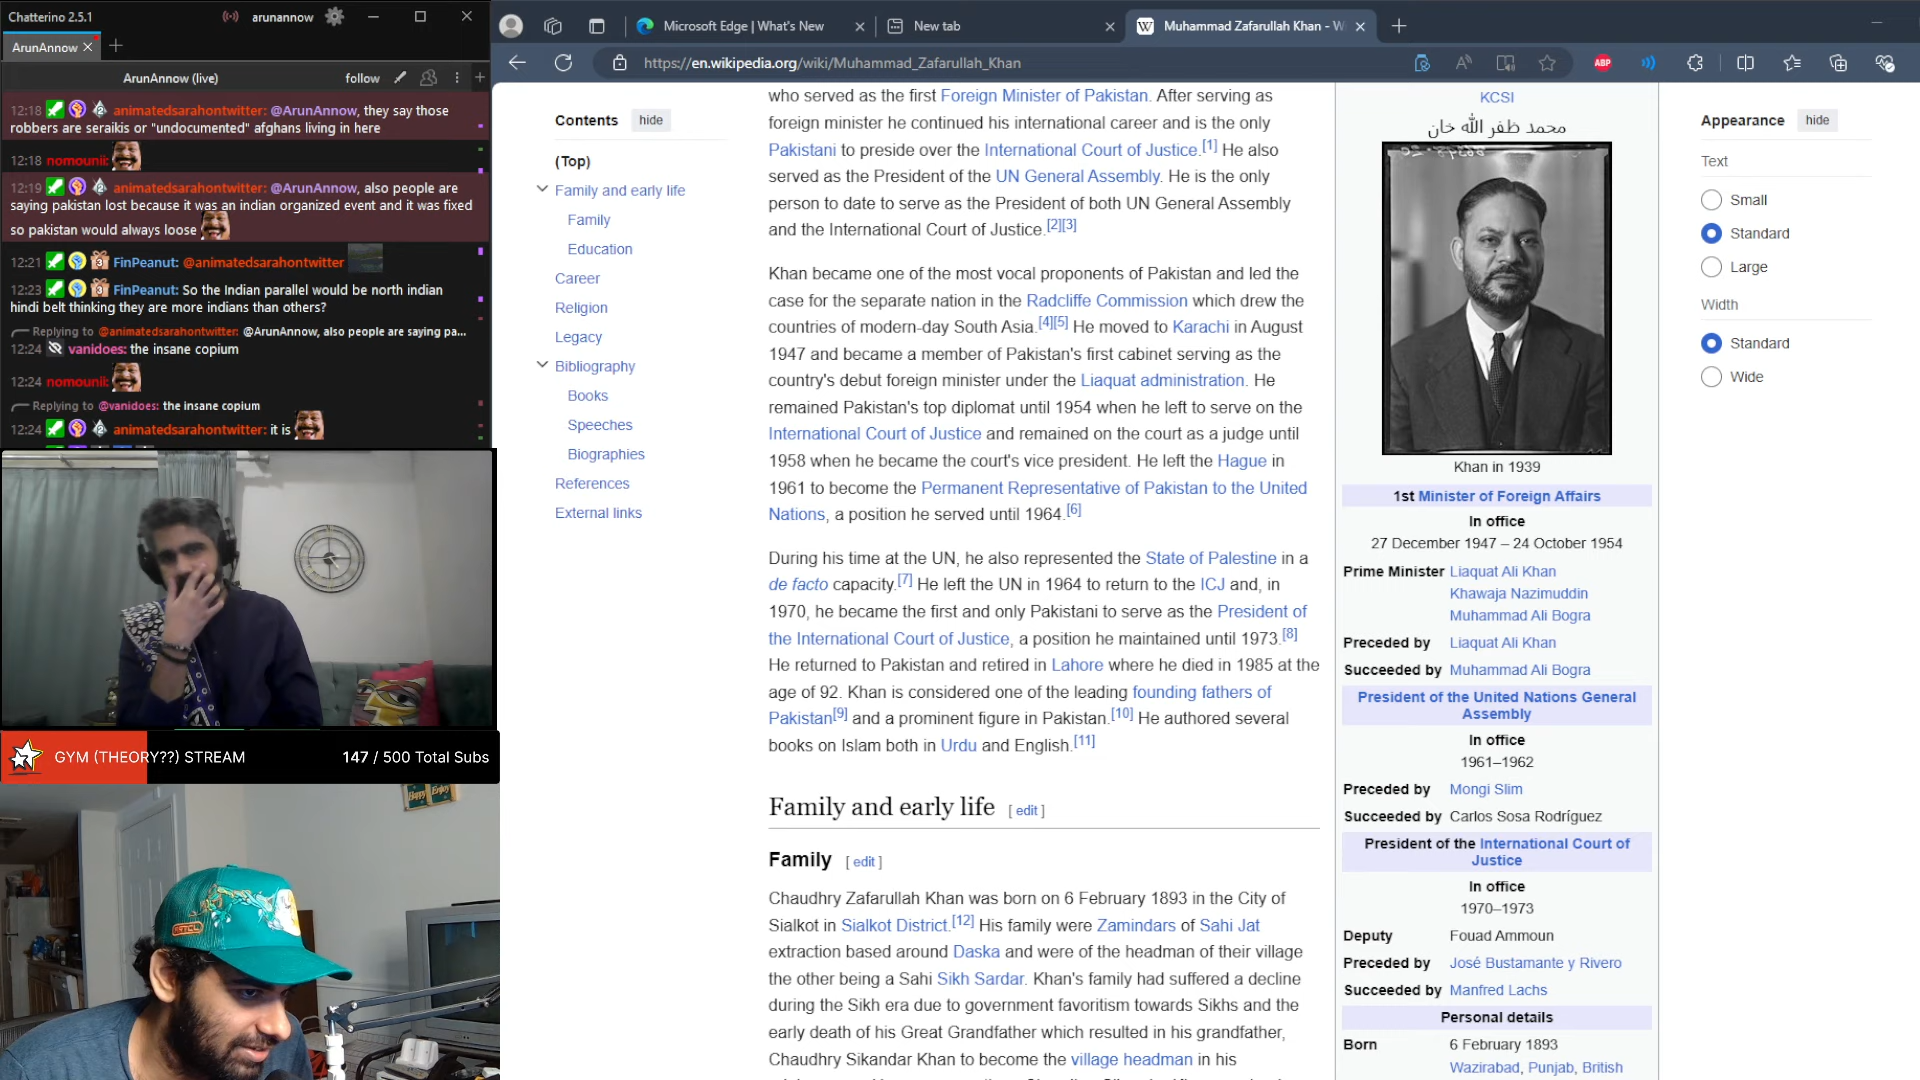 Chatterino 2.5.1
arunannow
ArunAnnow
ArunAnnow (live)
follow
12:18 animatedsarahontwitter: @ArunAnnow, they say those
robbers are seraikis or "undocumented" afghans living in here
12:18 nomounii:
12:19 animatedsarahontwitter: @ArunAnnow, also people are
saying pakistan lost because it was an indian organized event and it was fixed
so pakistan would always loose
12:21 FinPeanut: @animatedsarahontwitter
12:23 FinPeanut: So the Indian parallel would be north indian
hindi belt thinking they are more indians than others?
Replying to @animatedsarahontwitter: @ArunAnnow, also people are saying pa...
12:24 vanidoes: the insane copium
12:24 nomounii:
Replying to @vanidoes: the insane copium
12:24 animatedsarahontwitter: it is
GYM (THEORY??) STREAM
147 / 500 Total Subs
Microsoft Edge | What's New
New tab
Muhammad Zafarullah Khan - W
https://en.wikipedia.org/wiki/Muhammad_Zafarullah_Khan
ABP
Contents
hide
(Top)
Family and early life
Family
Education
Career
Religion
Legacy
Bibliography
Books
Speeches
Biographies
References
External links
who served as the first Foreign Minister of Pakistan. After serving as
foreign minister he continued his international career and is the only
Pakistani to preside over the International Court of Justice.[1] He also
served as the President of the UN General Assembly. He is the only
person to date to serve as the President of both UN General Assembly
and the International Court of Justice.[2][3]
Khan became one of the most vocal proponents of Pakistan and led the
case for the separate nation in the Radcliffe Commission which drew the
countries of modern-day South Asia.[4][5] He moved to Karachi in August
1947 and became a member of Pakistan's first cabinet serving as the
country's debut foreign minister under the Liaquat administration. He
remained Pakistan's top diplomat until 1954 when he left to serve on the
International Court of Justice and remained on the court as a judge until
1958 when he became the court's vice president. He left the Hague in
1961 to become the Permanent Representative of Pakistan to the United
Nations, a position he served until 1964.[6]
During his time at the UN, he also represented the State of Palestine in a
de facto capacity.[7] He left the UN in 1964 to return to the ICJ and, in
1970, he became the first and only Pakistani to serve as the President of
the International Court of Justice, a position he maintained until 1973.[8]
He returned to Pakistan and retired in Lahore where he died in 1985 at the
age of 92. Khan is considered one of the leading founding fathers of
Pakistan[9] and a prominent figure in Pakistan.[10] He authored several
books on Islam both in Urdu and English.[11]
Family and early life [ edit ]
Family [ edit ]
Chaudhry Zafarullah Khan was born on 6 February 1893 in the City of
Sialkot in Sialkot District.[12] His family were Zamindars of Sahi Jat
extraction based around Daska and were of the headman of their village
the other being a Sahi Sikh Sardar. Khan's family had suffered a decline
during the Sikh era due to government favoritism towards Sikhs and the
early death of his Great Grandfather which resulted in his grandfather,
Chaudhry Sikandar Khan to become the village headman in his
KCSI
محمد ظفر اللہ خان
Khan in 1939
1st Minister of Foreign Affairs
In office
27 December 1947 – 24 October 1954
Prime Minister Liaquat Ali Khan
Khawaja Nazimuddin
Muhammad Ali Bogra
Preceded by Liaquat Ali Khan
Succeeded by Muhammad Ali Bogra
President of the United Nations General
Assembly
In office
1961–1962
Preceded by Mongi Slim
Succeeded by Carlos Sosa Rodríguez
President of the International Court of
Justice
In office
1970–1973
Deputy Fouad Ammoun
Preceded by José Bustamante y Rivero
Succeeded by Manfred Lachs
Personal details
Born 6 February 1893
Wazirabad, Punjab, British
Appearance
hide
Text
Small
Standard
Large
Width
Standard
Wide